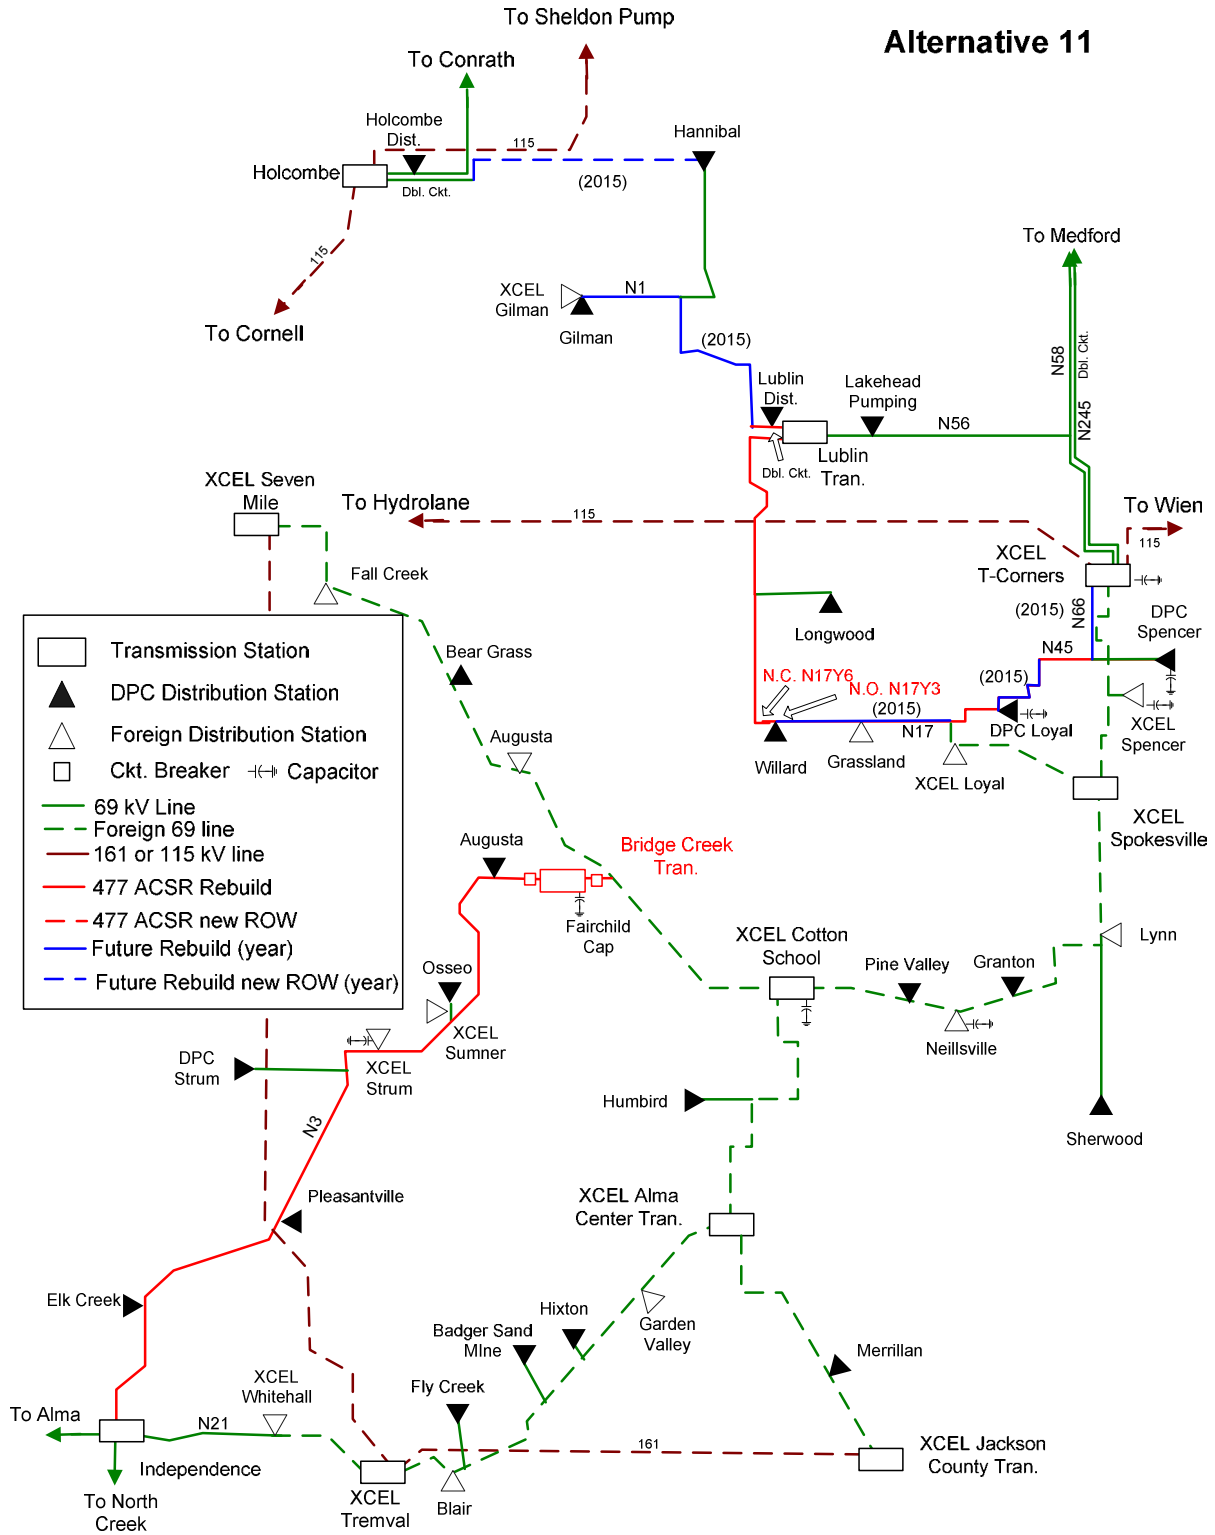 To Sheldon Pump
Alternative 11
To Conrath
Holcombe
Dist.
Hannibal
115
Holcombe
Dbl. Ckt.
(2015)
To Medford
115
XCEL
Gilman
N1
To Cornell
Gilman
(2015)
N58
Dbl. Ckt.
Lublin
Dist.
Lakehead
Pumping
N56
N245
Lublin
Tran.
Dbl. Ckt.
XCEL Seven
Mile
To Hydrolane
115
To Wien
115
XCEL
T-Corners
Fall Creek
(2015)
N66
DPC
Spencer
Longwood
N45
Transmission Station
Bear Grass
N.C. N17Y6
N.O. N17Y3
(2015)
(2015)
DPC Distribution Station
N17
DPC Loyal
XCEL
Spencer
Foreign Distribution Station
Augusta
Willard
Grassland
XCEL Loyal
Ckt. Breaker
Capacitor
69 kV Line
Foreign 69 line
161 or 115 kV line
477 ACSR Rebuild
477 ACSR new ROW
Future Rebuild (year)
Future Rebuild new ROW (year)
XCEL
Spokesville
Augusta
Bridge Creek
Tran.
Fairchild
Cap
XCEL Cotton
School
Lynn
Pine Valley
Granton
Osseo
XCEL
Sumner
Neillsville
DPC
Strum
XCEL
Strum
Humbird
N3
Sherwood
Pleasantville
XCEL Alma
Center Tran.
Elk Creek
Hixton
Garden
Valley
Badger Sand
MIne
Merrillan
XCEL
Whitehall
Fly Creek
To Alma
N21
161
XCEL Jackson
County Tran.
Independence
To North
Creek
XCEL
Tremval
Blair